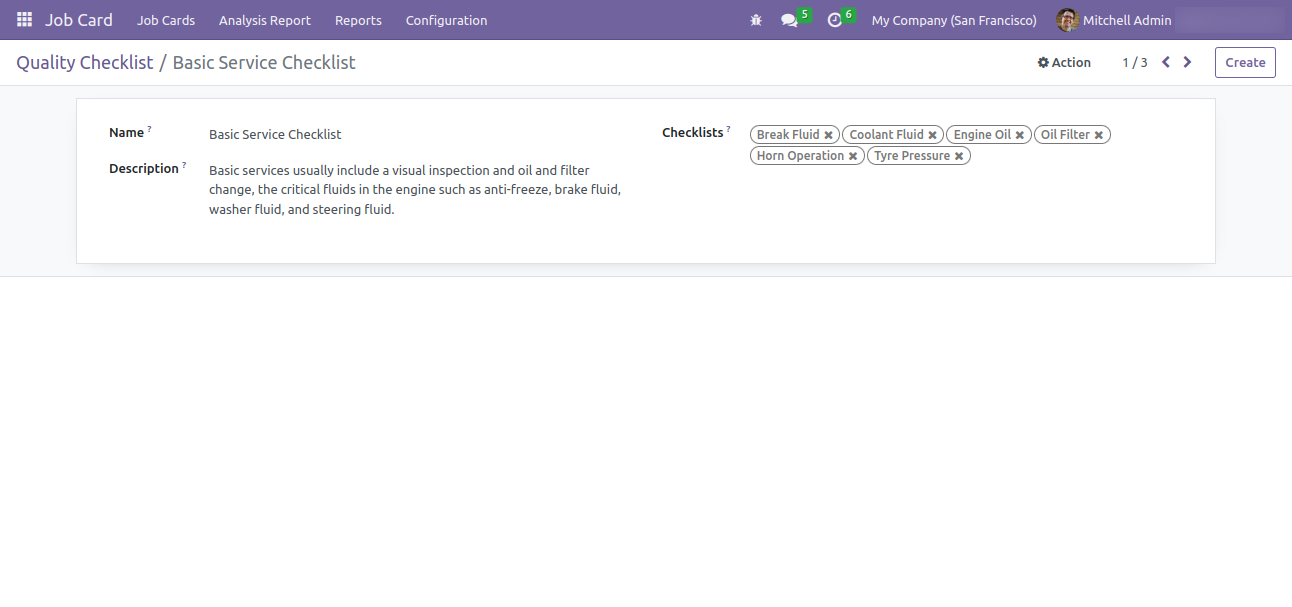 Job Card Job Cards Analysis Report Reports Configuration 5 6 My Company (San Francisco) Mitchell Admin
Quality Checklist / Basic Service Checklist Action 1 / 3 Create
Name ? Basic Service Checklist
Description ? Basic services usually include a visual inspection and oil and filter
change, the critical fluids in the engine such as anti-freeze, brake fluid,
washer fluid, and steering fluid.
Checklists ? Break Fluid ✖ Coolant Fluid ✖ Engine Oil ✖ Oil Filter ✖
Horn Operation ✖ Tyre Pressure ✖